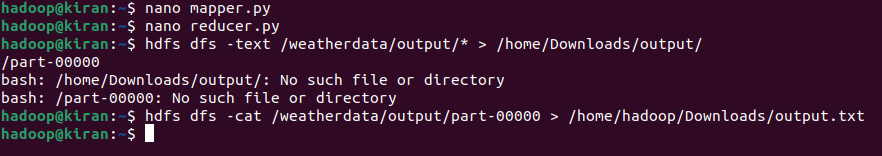 hadoop@kiran:~$ nano mapper.py
hadoop@kiran:~$ nano reducer.py
hadoop@kiran:~$ hdfs dfs -text /weatherdata/output/* > /home/Downloads/output/
/part-00000
bash: /home/Downloads/output/: No such file or directory
bash: /part-00000: No such file or directory
hadoop@kiran:~$ hdfs dfs -cat /weatherdata/output/part-00000 > /home/hadoop/Downloads/output.txt
hadoop@kiran:~$